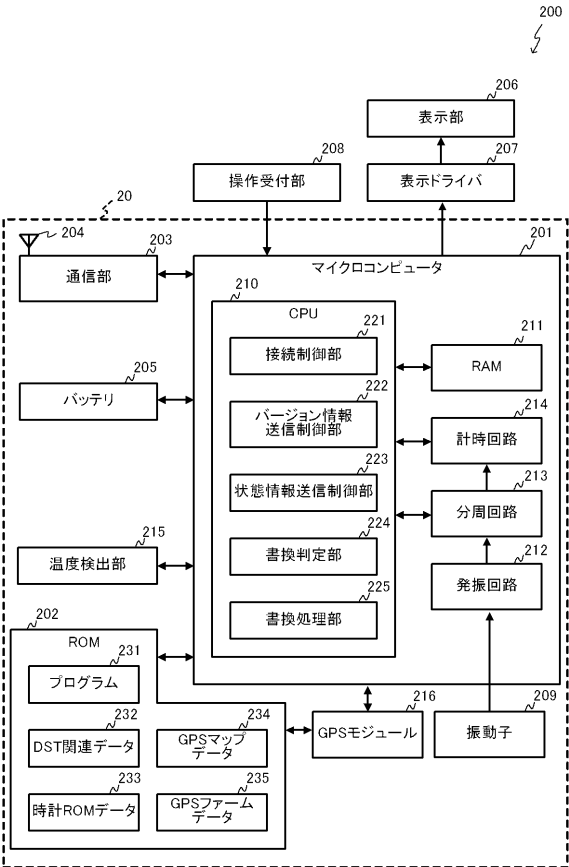 200
206
表示部
208
207
操作受付部
表示ドライバ
20
204
203
201
通信部
マイクロコンピュータ
210
CPU
221
211
接続制御部
RAM
205
222
214
バッテリ
バージョン情報
送信制御部
計時回路
223
213
状態情報送信制御部
分周回路
215
224
212
温度検出部
書換判定部
発振回路
202
225
ROM
書換処理部
231
プログラム
216
209
232
234
GPSモジュール
振動子
DST関連データ
GPSマップ
データ
233
235
時計ROMデータ
GPSファーム
データ